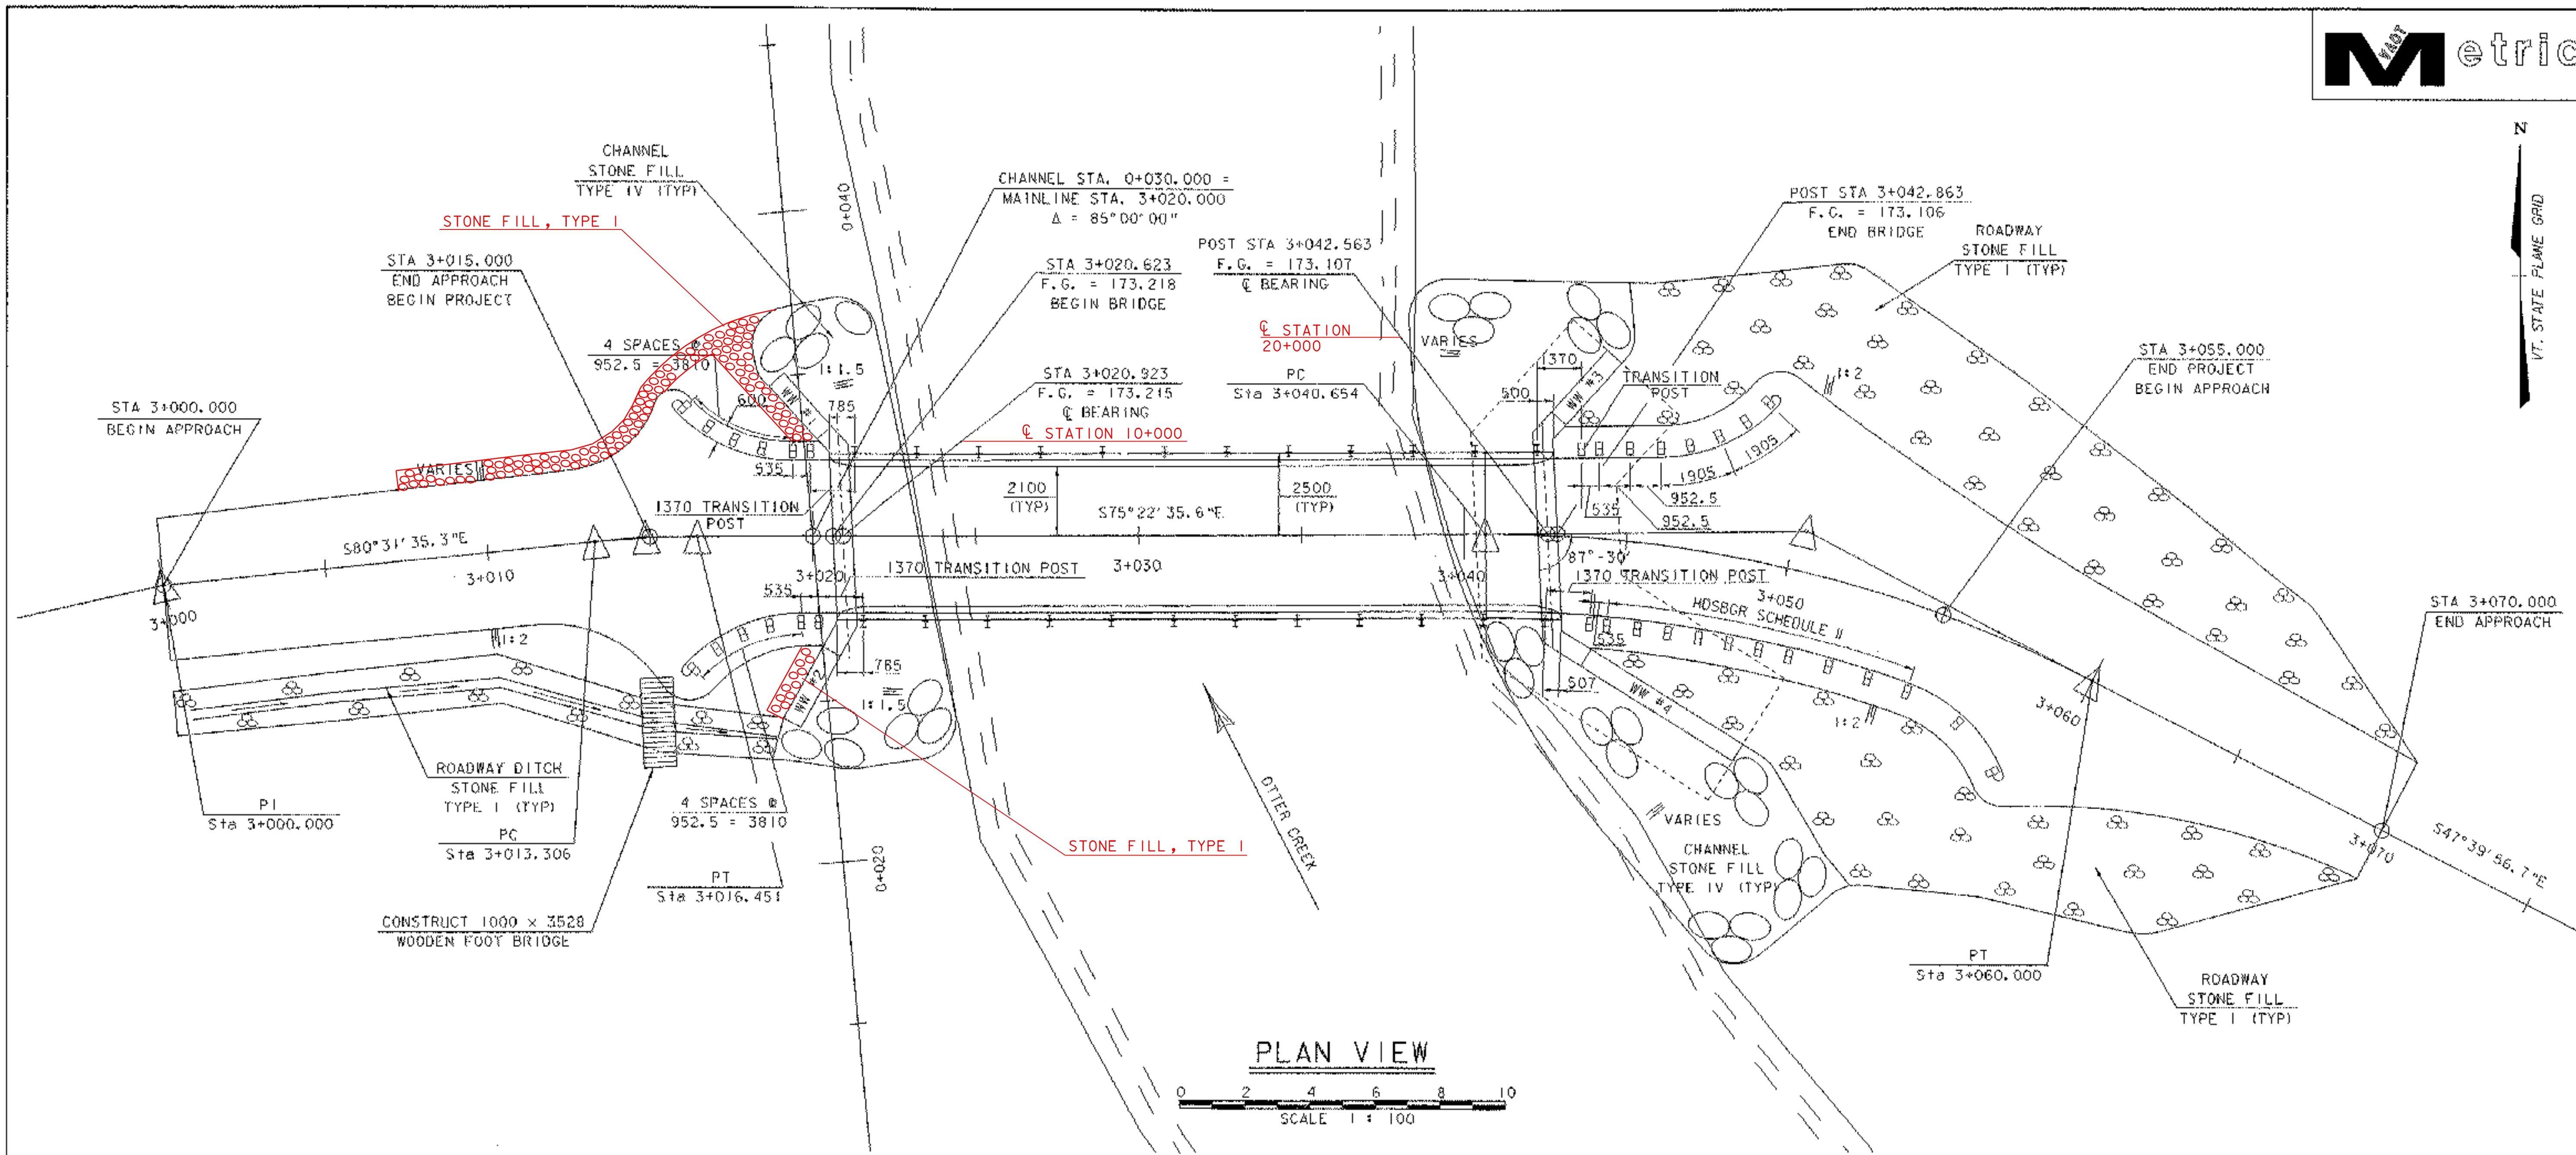 VAOT
Metric
N
VT. STATE PLANE GRID
CHANNEL
STONE FILL
TYPE IV (TYP)
STONE FILL, TYPE I
STA 3+015.000
END APPROACH
BEGIN PROJECT
STA 3+000.000
BEGIN APPROACH
4 SPACES @
952.5 = 3810
0+040
CHANNEL STA. 0+030.000 =
MAINLINE STA. 3+020.000
Δ = 85°00'00"
STA 3+020.623
F.G. = 173.218
BEGIN BRIDGE
STA 3+020.923
F.G. = 173.215
℄ BEARING
℄ STATION 10+000
POST STA 3+042.563
F.G. = 173.107
℄ BEARING
℄ STATION
20+000
PC
Sta 3+040.654
POST STA 3+042.863
F.G. = 173.106
END BRIDGE
ROADWAY
STONE FILL
TYPE I (TYP)
STA 3+055.000
END PROJECT
BEGIN APPROACH
STA 3+070.000
END APPROACH
VARIES
1:1.5
600
785
535
WW #1
VARIES
1370
WW #3
500
TRANSITION
POST
1:2
1905
1905
952.5
952.5
535
1370 TRANSITION
POST
2100
(TYP)
2500
(TYP)
S75°22'35.6"E
S80°31'35.3"E
3+000
3+010
3+020
3+030
3+040
3+050
3+060
3+070
87°-30'
1370 TRANSITION POST
1370 TRANSITION POST
HDSBGR SCHEDULE II
535
535
507
785
1:2
1:1.5
WW #2
WW #4
1:2
VARIES
S47°39'56.7"E
PI
Sta 3+000.000
ROADWAY DITCH
STONE FILL
TYPE I (TYP)
PC
Sta 3+013.306
4 SPACES @
952.5 = 3810
PT
Sta 3+016.451
CONSTRUCT 1000 x 3528
WOODEN FOOT BRIDGE
0+020
STONE FILL, TYPE I
OTTER CREEK
CHANNEL
STONE FILL
TYPE IV (TYP)
PT
Sta 3+060.000
ROADWAY
STONE FILL
TYPE I (TYP)
PLAN VIEW
0 2 4 6 8 10
SCALE 1 : 100